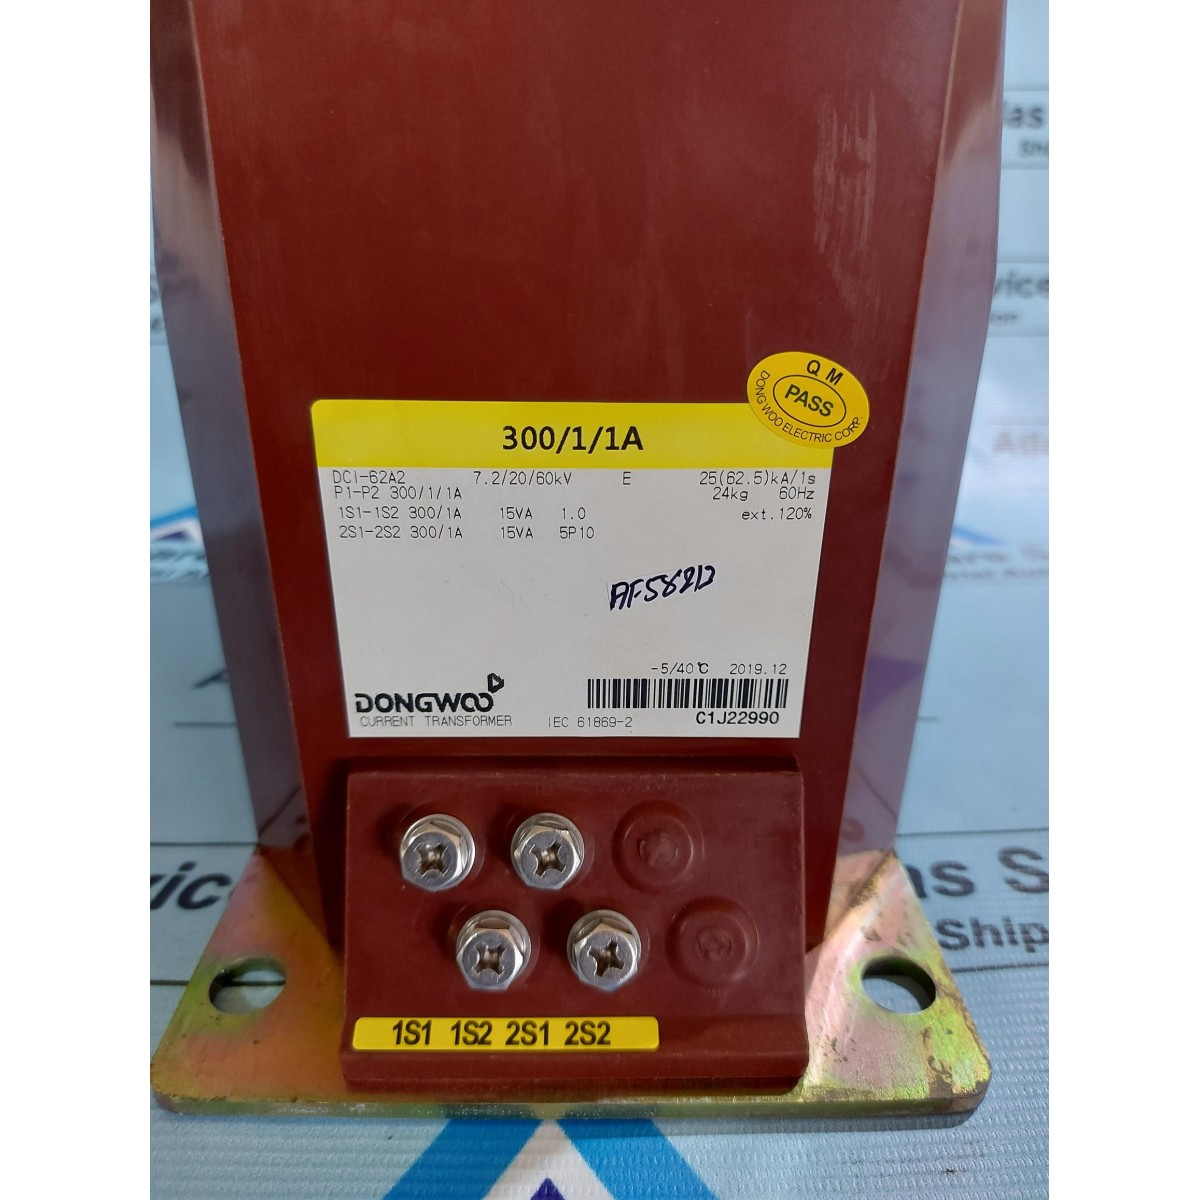 Q M
PASS
DONG WOO ELECTRIC CORP.
300/1/1A
DCI-62A2 7.2/20/60kV E 25(62.5)kA/1s
P1-P2 300/1/1A 24kg 60Hz
1S1-1S2 300/1A 15VA 1.0 ext.120%
2S1-2S2 300/1A 15VA 5P10
-5/40℃ 2019.12
DONGWOO
CURRENT TRANSFORMER IEC 61869-2 C1J22990
1S1 1S2 2S1 2S2
Ship